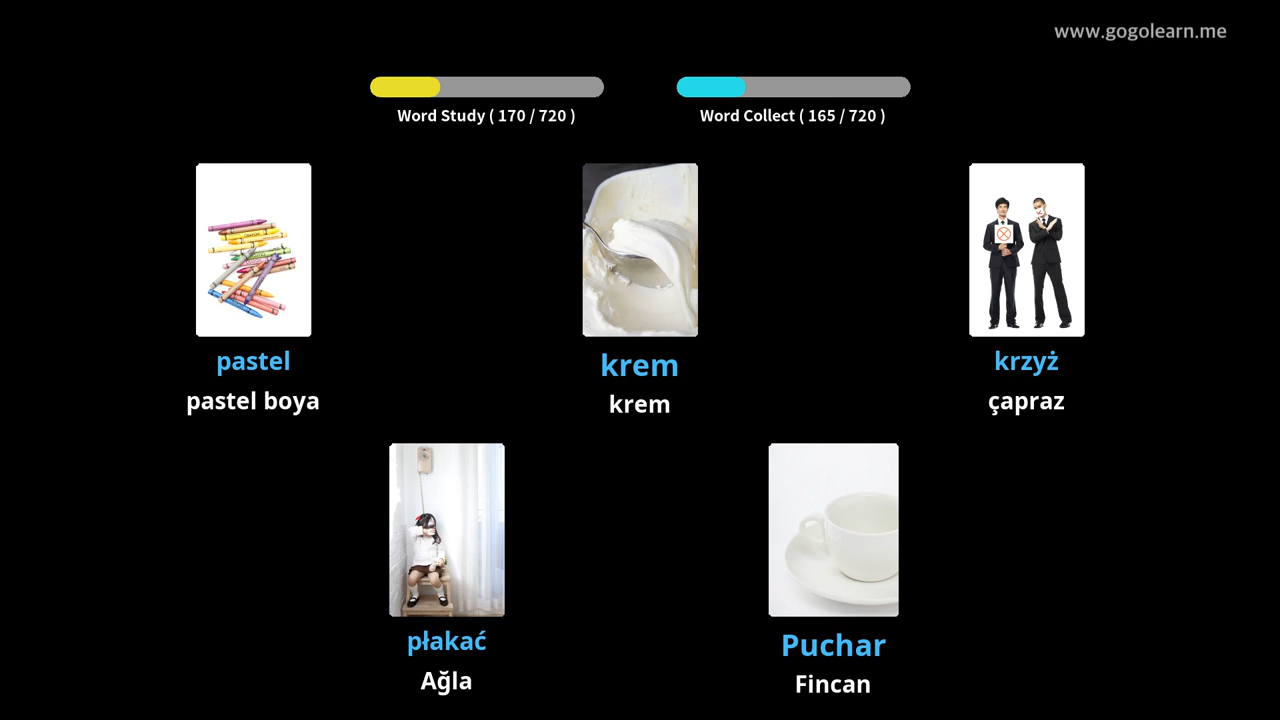 www.gogolearn.me
Word Study ( 170 / 720 )
Word Collect ( 165 / 720 )
pastel
pastel boya
krem
krem
krzyż
çapraz
płakać
Ağla
Puchar
Fincan